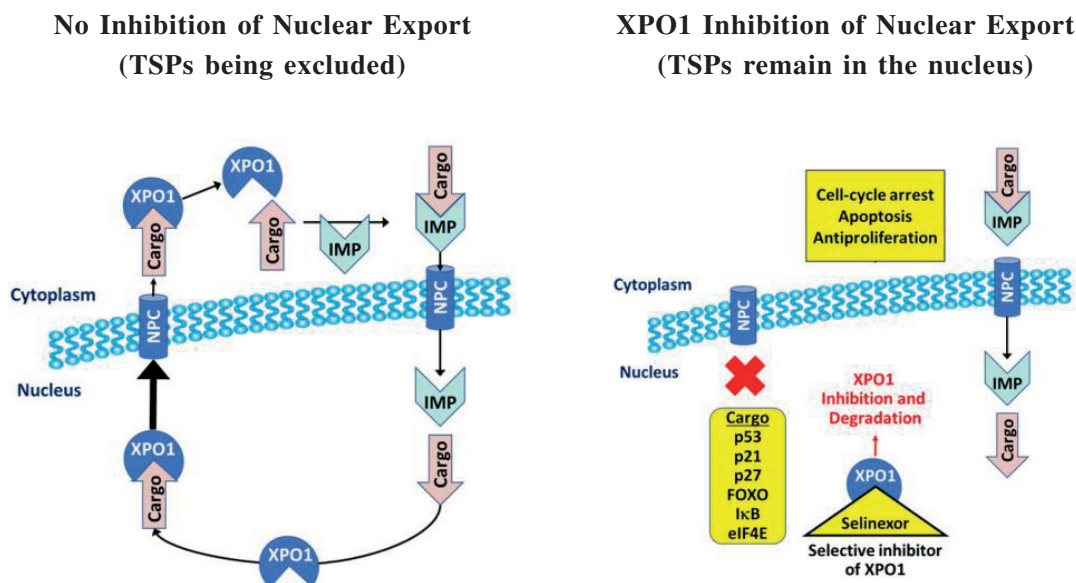 No Inhibition of Nuclear Export
(TSPs being excluded)
XPO1
XPO1
Cargo
Cargo
IMP
Cargo
IMP
Cytoplasm
NPC
NPC
Nucleus
IMP
XPO1
Cargo
Cargo
XPO1
XPO1 Inhibition of Nuclear Export
(TSPs remain in the nucleus)
Cell-cycle arrest
Apoptosis
Antiproliferation
Cargo
IMP
Cytoplasm
NPC
NPC
Nucleus
Cargo
p53
p21
p27
FOXO
IκB
eIF4E
XPO1
Inhibition and
Degradation
XPO1
Selinexor
Selective inhibitor
of XPO1
IMP
Cargo